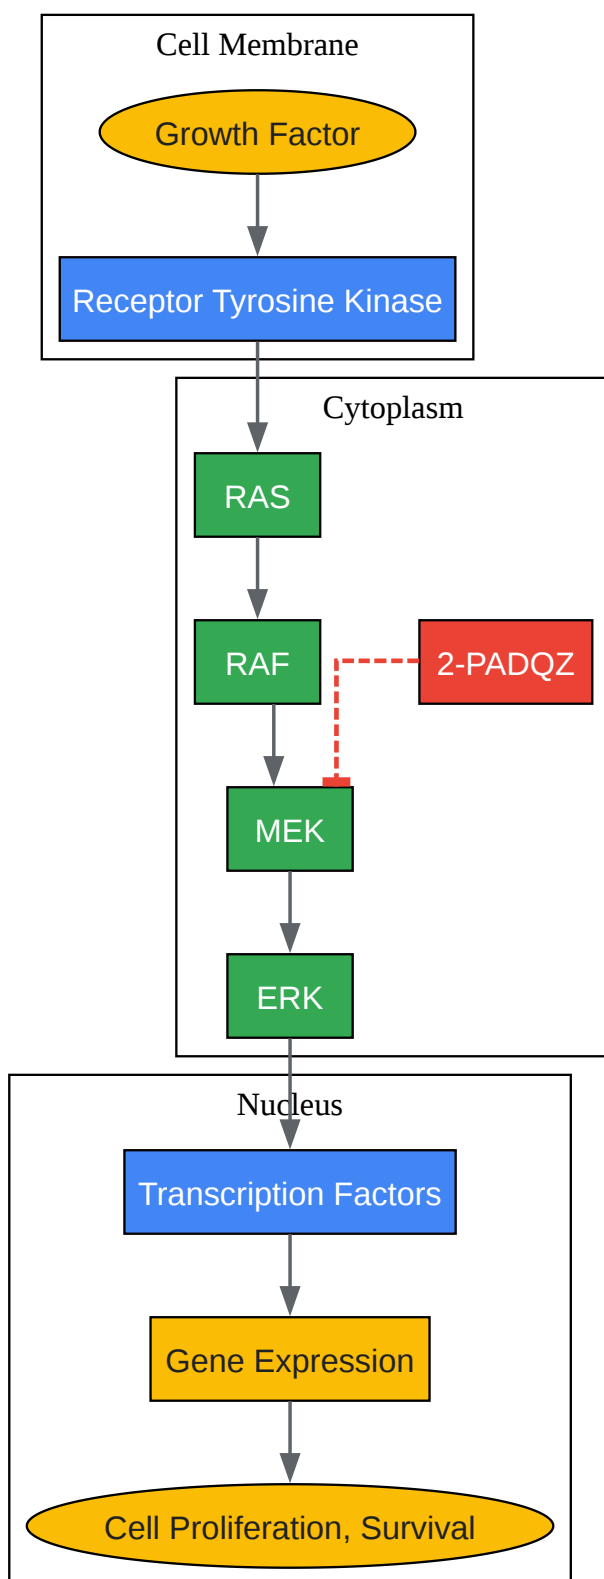 Cell Membrane
Growth Factor
Receptor Tyrosine Kinase
Cytoplasm
RAS
RAF
2-PADQZ
MEK
ERK
Nucleus
Transcription Factors
Gene Expression
Cell Proliferation, Survival